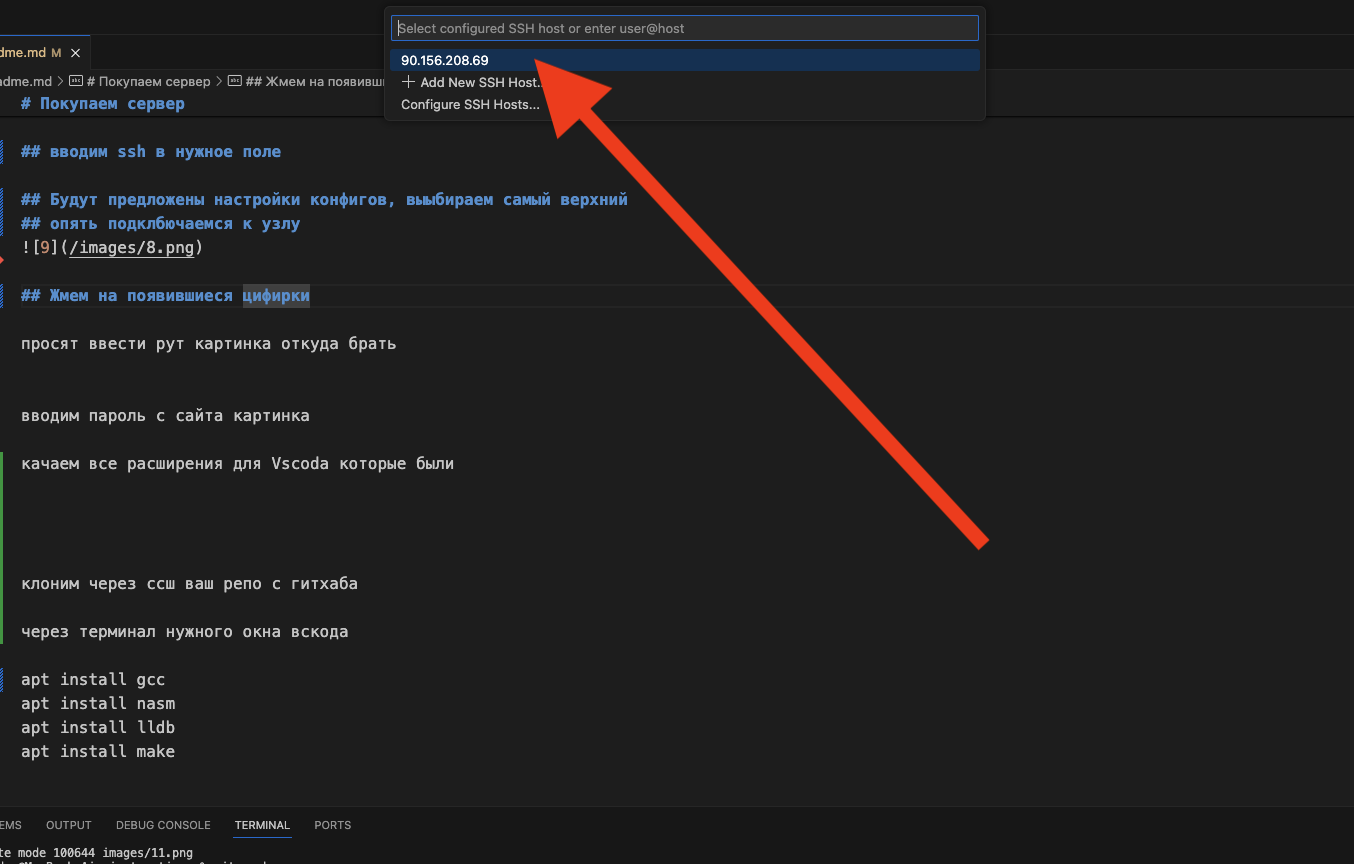 Select configured SSH host or enter user@host
90.156.208.69
Add New SSH Host...
Configure SSH Hosts...
dme.md M
adme.md > # Покупаем сервер > ## Жмем на появивши
# Покупаем сервер
## вводим ssh в нужное поле
## Будут предложены настройки конфигов, выыбираем самый верхний
## опять подклбючаемся к узлу
![9](/images/8.png)
## Жмем на появившиеся цифирки
просят ввести рут картинка откуда брать
вводим пароль с сайта картинка
качаем все расширения для Vscoda которые были
клоним через ссш ваш репо с гитхаба
через терминал нужного окна вскода
apt install gcc
apt install nasm
apt install lldb
apt install make
EMS OUTPUT DEBUG CONSOLE TERMINAL PORTS
te mode 100644 images/11.png